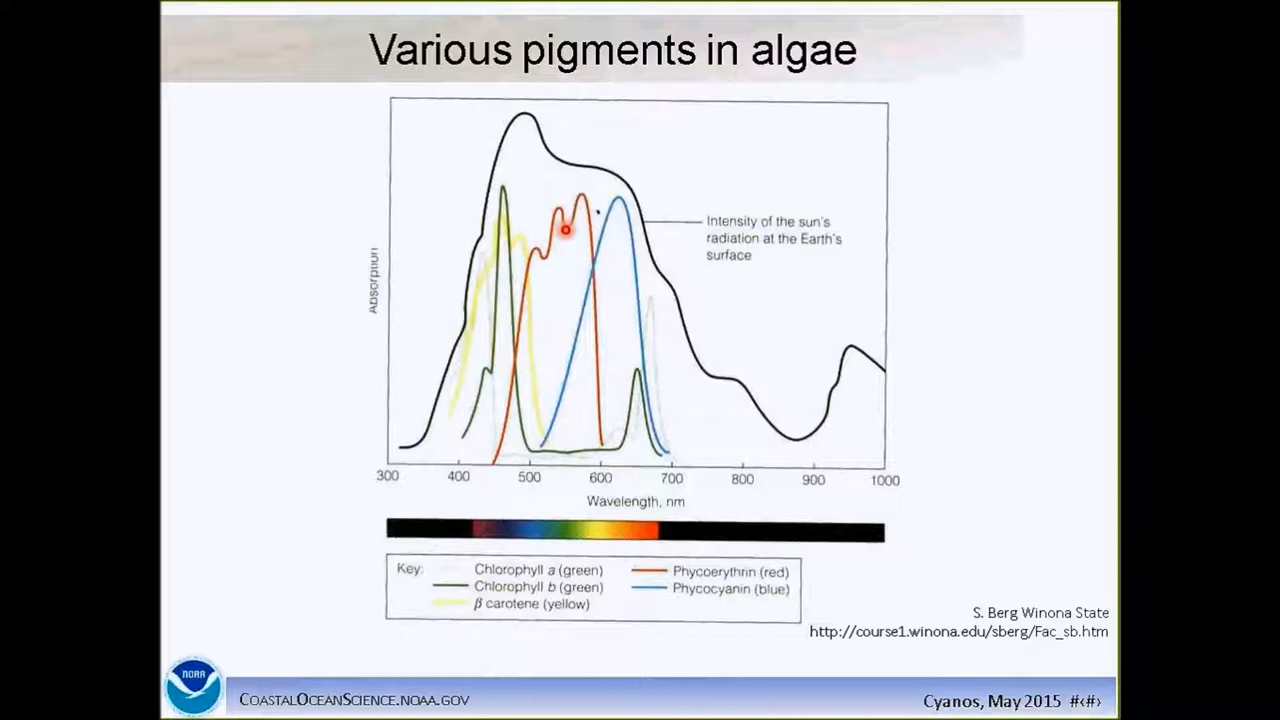 Various pigments in algae
Absorption
Intensity of the sun's
radiation at the Earth's
surface
300 400 500 600 700 800 900 1000
Wavelength, nm
Key: Chlorophyll a (green) Phycoerythrin (red)
Chlorophyll b (green) Phycocyanin (blue)
β carotene (yellow)
S. Berg Winona State
http://course1.winona.edu/sberg/Fac_sb.htm
NOAA
COASTALOCEANSCIENCE.NOAA.GOV
Cyanos, May 2015 #‹#›